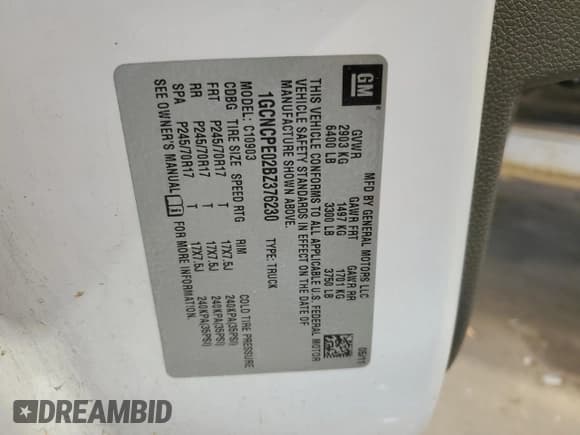 GM
MFD BY GENERAL MOTORS LLC
05/11
GVWR GAWR FRT GAWR RR
2903 KG 1497 KG 1701 KG
6400 LB 3300 LB 3750 LB
THIS VEHICLE CONFORMS TO ALL APPLICABLE U.S. FEDERAL MOTOR
VEHICLE SAFETY STANDARDS IN EFFECT ON THE DATE OF
MANUFACTURE SHOWN ABOVE.
1GCNCPE02BZ376230 TYPE: TRUCK
MODEL: C10903
CDBG TIRE SIZE SPEED RTG RIM COLD TIRE PRESSURE
FRT P245/70R17 T 17X7.5J 240KPA(35PSI)
RR P245/70R17 T 17X7.5J 240KPA(35PSI)
SPA P245/70R17 T 17X7.5J 240KPA(35PSI)
SEE OWNER'S MANUAL FOR MORE INFORMATION.
DREAMBID